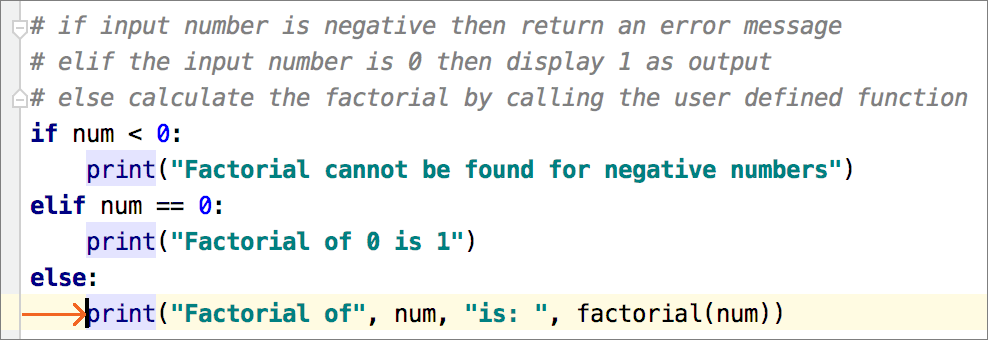 # if input number is negative then return an error message
# elif the input number is 0 then display 1 as output
# else calculate the factorial by calling the user defined function
if num < 0:
    print("Factorial cannot be found for negative numbers")
elif num == 0:
    print("Factorial of 0 is 1")
else:
    print("Factorial of", num, "is: ", factorial(num))